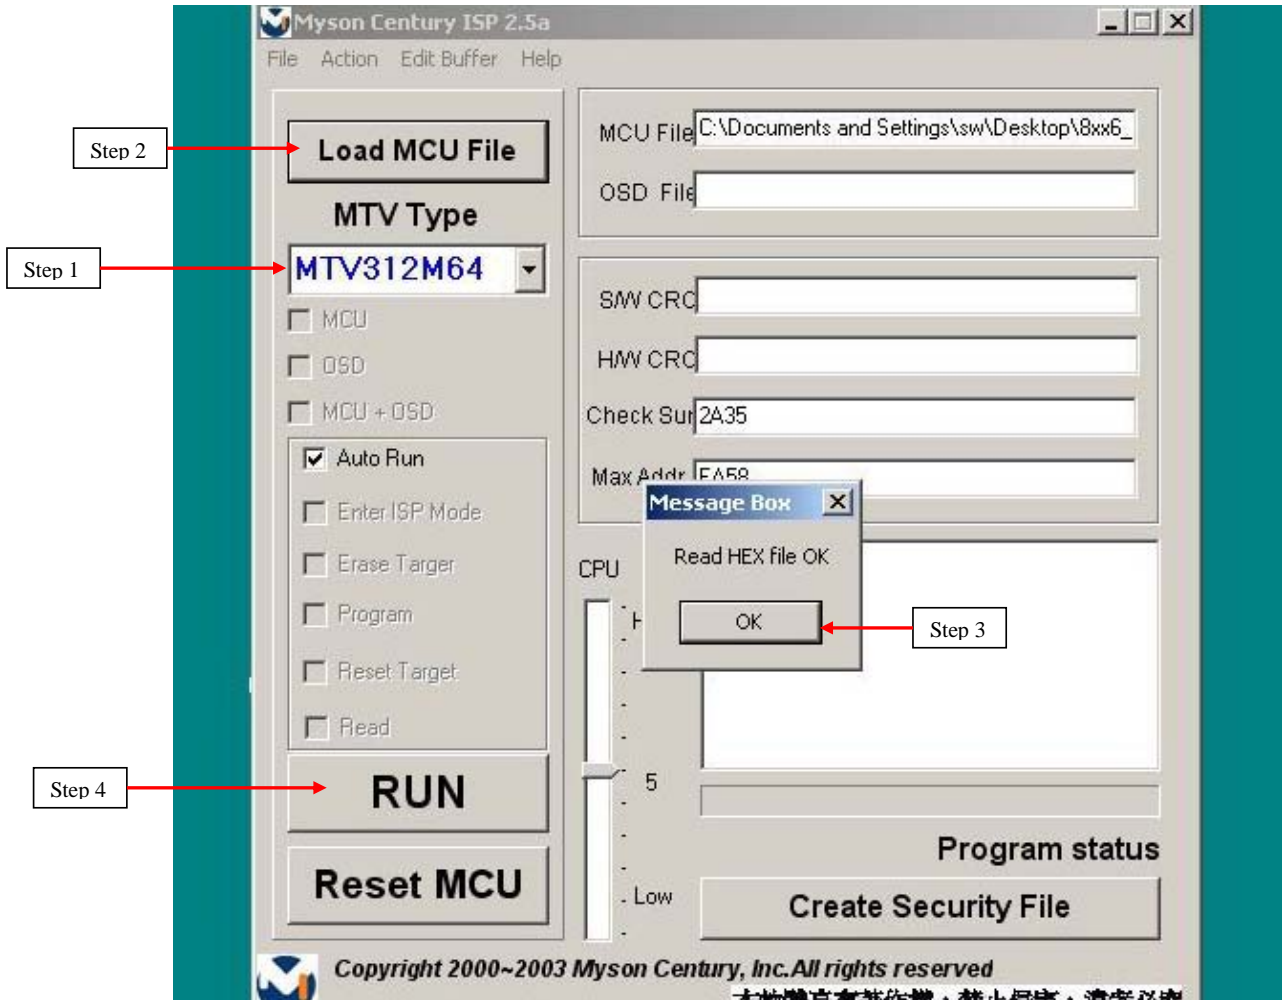 Myson Century ISP 2.5a
File Action Edit Buffer Help
Step 2
Load MCU File
MCU File C:\Documents and Settings\sw\Desktop\8xx6_
OSD File
MTV Type
Step 1
MTV312M64
S/W CRC
MCU
H/W CRC
OSD
MCU + OSD
Check Sum 2A35
Auto Run
Max Addr
Message Box
Enter ISP Mode
Read HEX file OK
Erase Targer
CPU
Program
H
OK
Step 3
Reset Target
Read
Step 4
RUN
5
Program status
Reset MCU
Low
Create Security File
Copyright 2000~2003 Myson Century, Inc.All rights reserved